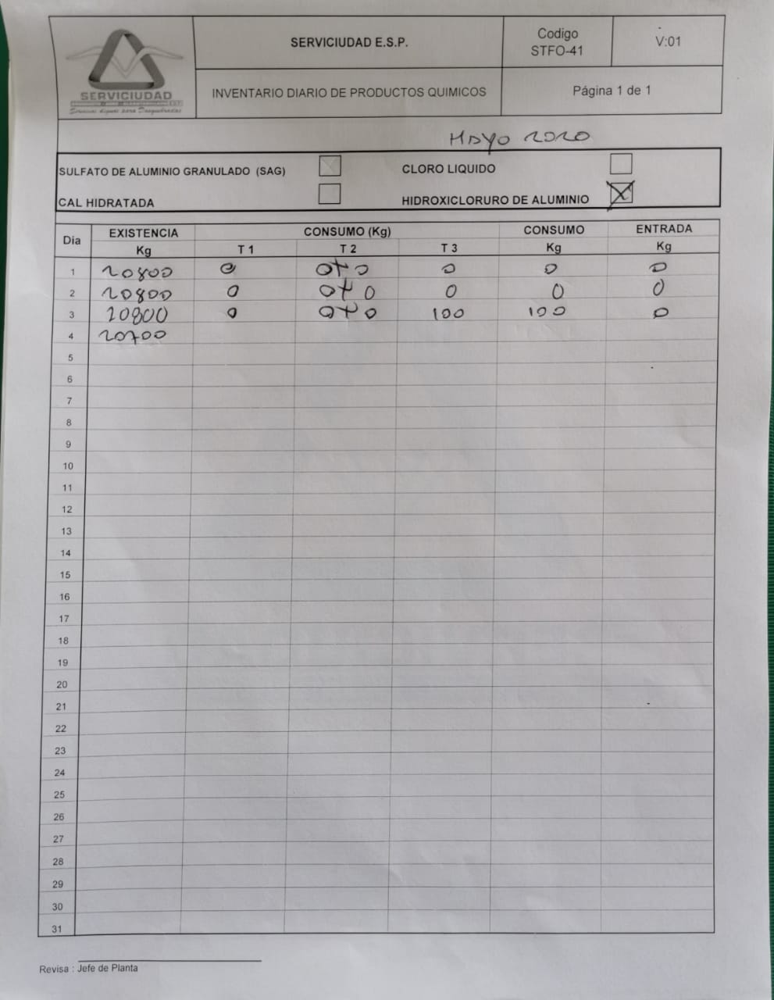 SERVICIUDAD
Servicios dignos para Dosquebradas
SERVICIUDAD E.S.P.
Codigo
STFO-41
V:01
INVENTARIO DIARIO DE PRODUCTOS QUIMICOS
Página 1 de 1
MAYO 2020
SULFATO DE ALUMINIO GRANULADO (SAG)
CLORO LIQUIDO
CAL HIDRATADA
HIDROXICLORURO DE ALUMINIO X
Dia EXISTENCIA CONSUMO (Kg) CONSUMO ENTRADA
Kg T 1 T 2 T 3 Kg Kg
1 20800 0 0+0 0 0 0
2 20800 0 0+0 0 0 0
3 20800 0 0+0 100 100 0
4 20700
5
6
7
8
9
10
11
12
13
14
15
16
17
18
19
20
21
22
23
24
25
26
27
28
29
30
31
Revisa : Jefe de Planta